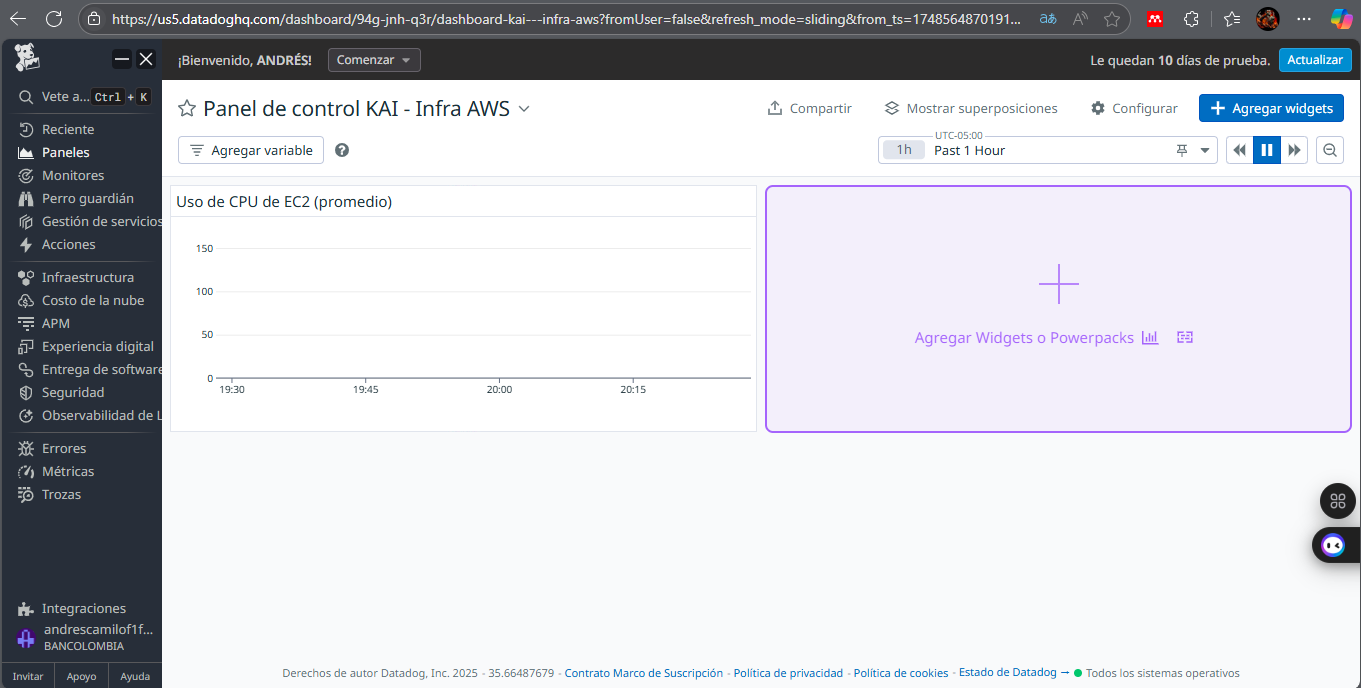 https://us5.datadoghq.com/dashboard/94g-jnh-q3r/dashboard-kai---infra-aws?fromUser=false&refresh_mode=sliding&from_ts=1748564870191...
¡Bienvenido, ANDRÉS!
Comenzar
Le quedan 10 días de prueba.
Actualizar
Vete a... Ctrl + K
Reciente
Paneles
Monitores
Perro guardián
Gestión de servicios
Acciones
Infraestructura
Costo de la nube
APM
Experiencia digital
Entrega de software
Seguridad
Observabilidad de L
Errores
Métricas
Trozas
Integraciones
andrescamilof1f...
BANCOLOMBIA
Invitar
Apoyo
Ayuda
Panel de control KAI - Infra AWS
Compartir
Mostrar superposiciones
Configurar
Agregar widgets
Agregar variable
UTC-05:00
1h Past 1 Hour
Uso de CPU de EC2 (promedio)
150
100
50
0
19:30 19:45 20:00 20:15
Agregar Widgets o Powerpacks
Derechos de autor Datadog, Inc. 2025 - 35.66487679 - Contrato Marco de Suscripción - Política de privacidad - Política de cookies - Estado de Datadog → Todos los sistemas operativos